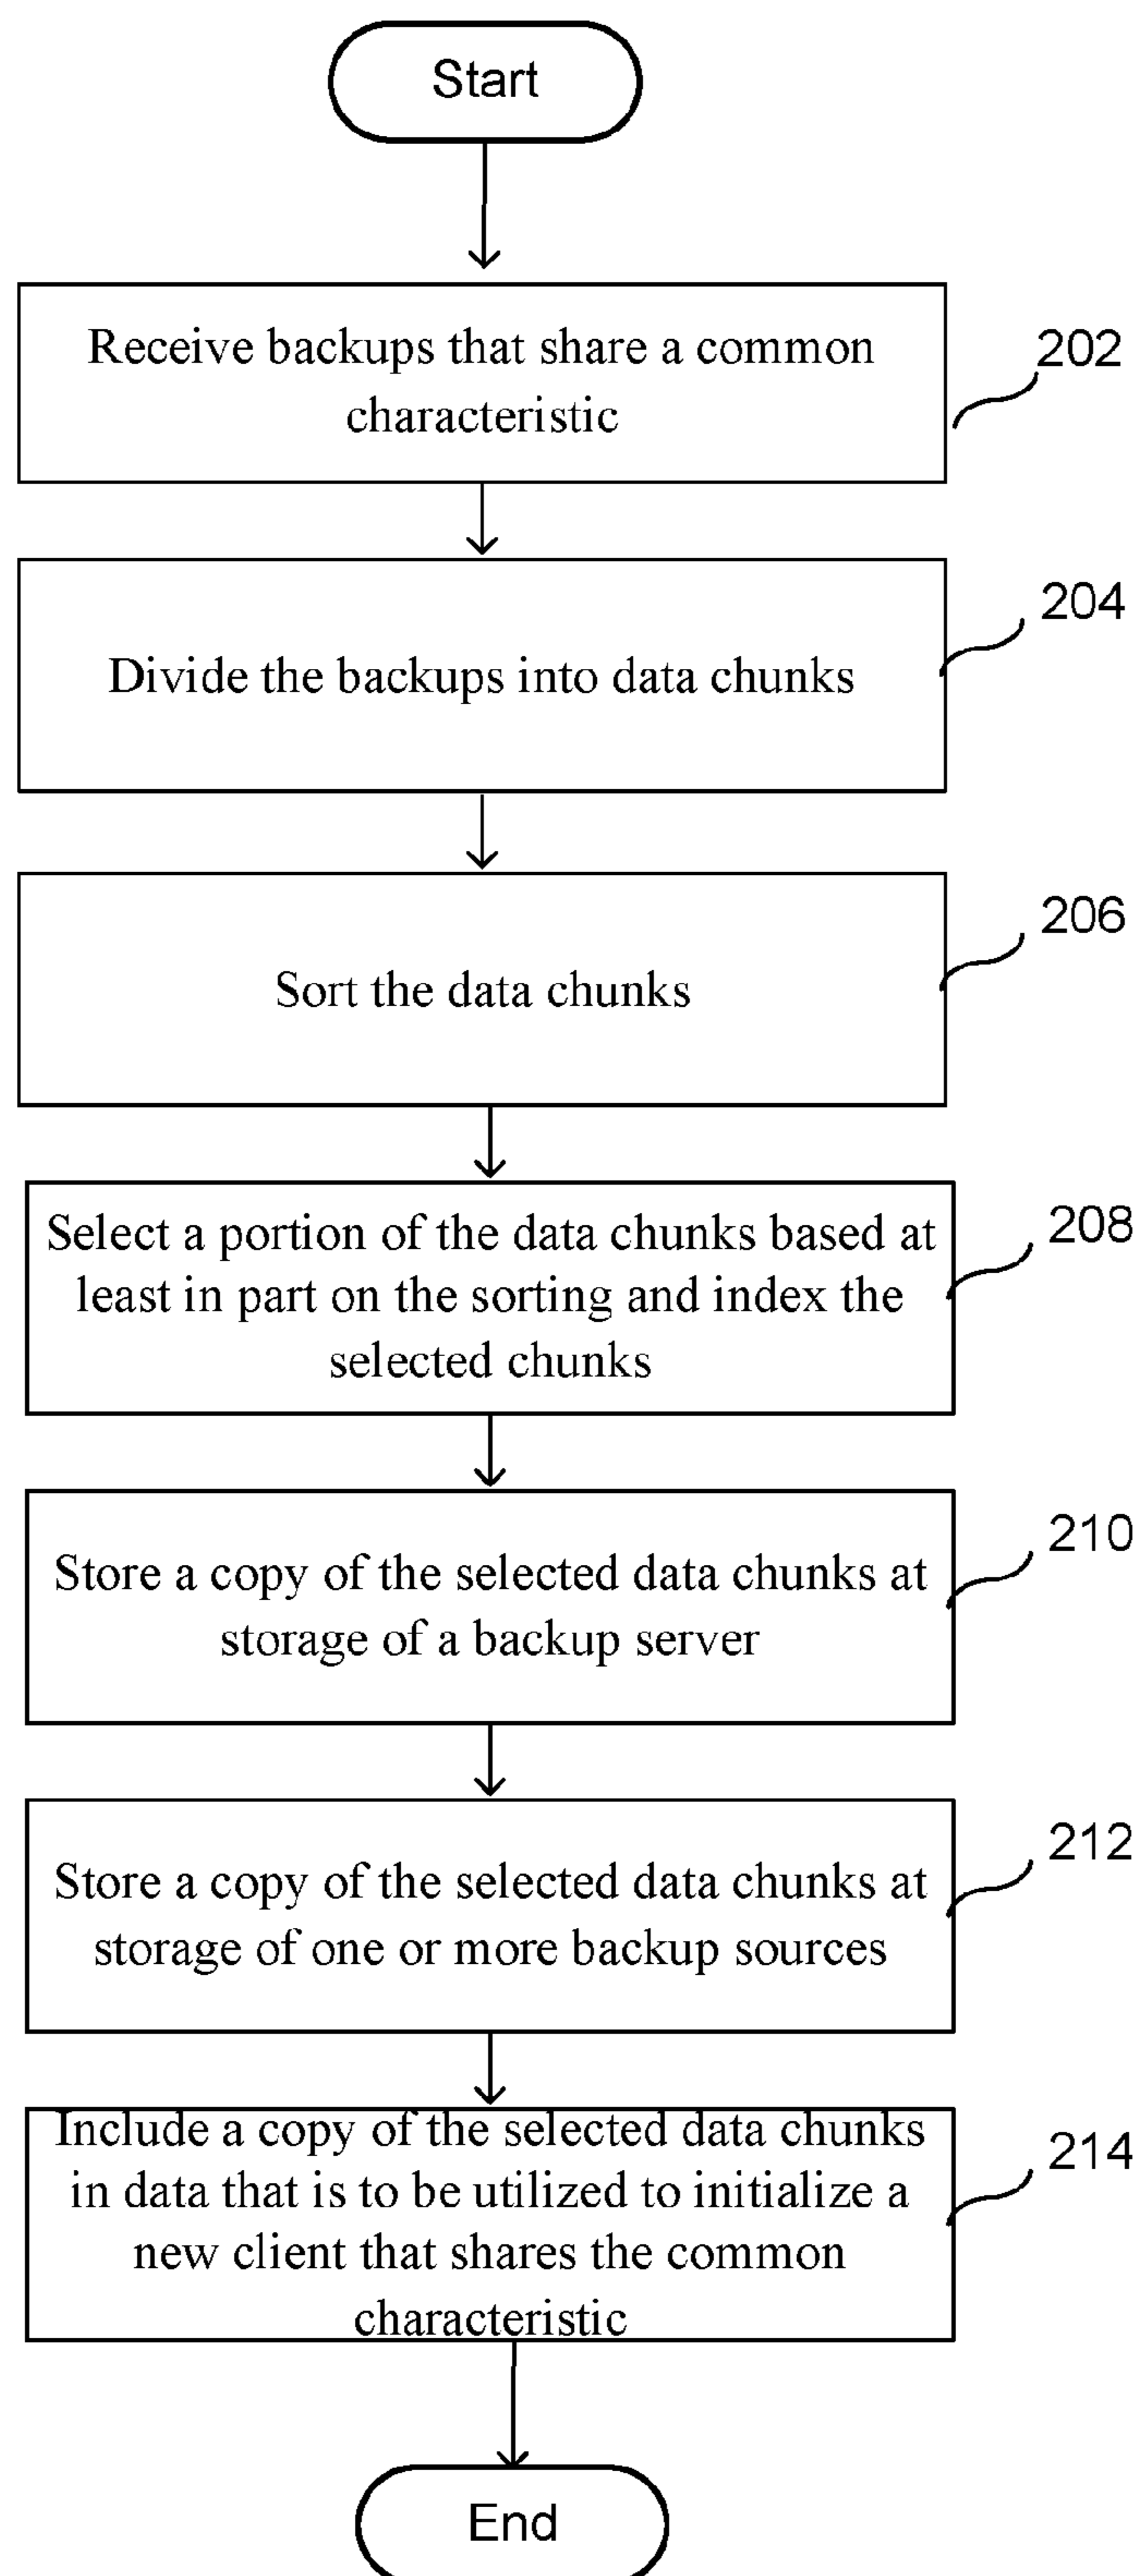 Start
Receive backups that share a common
characteristic
202
Divide the backups into data chunks
204
Sort the data chunks
206
Select a portion of the data chunks based at
least in part on the sorting and index the
selected chunks
208
Store a copy of the selected data chunks at
storage of a backup server
210
Store a copy of the selected data chunks at
storage of one or more backup sources
212
Include a copy of the selected data chunks
in data that is to be utilized to initialize a
new client that shares the common
characteristic
214
End